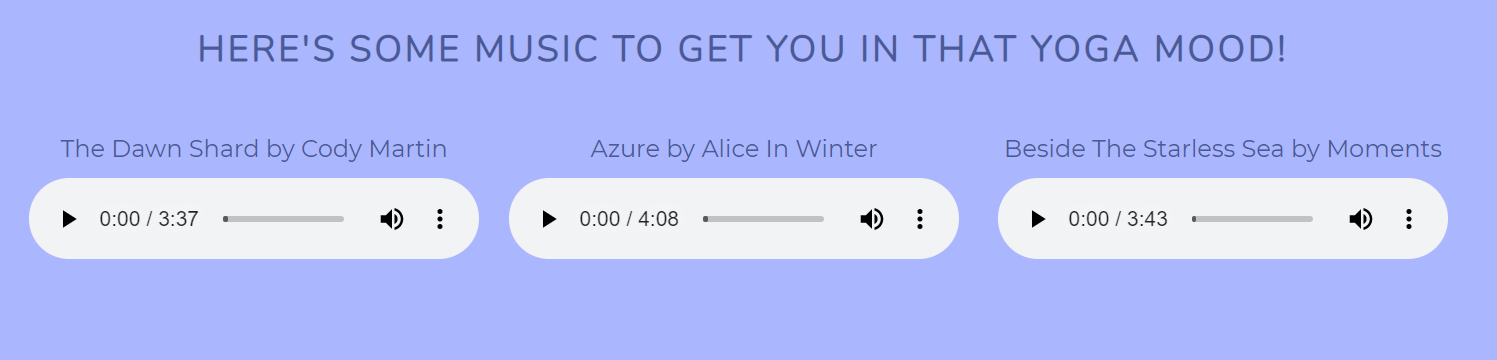 HERE'S SOME MUSIC TO GET YOU IN THAT YOGA MOOD!
The Dawn Shard by Cody Martin
Azure by Alice In Winter
Beside The Starless Sea by Moments
0:00 / 3:37
0:00 / 4:08
0:00 / 3:43